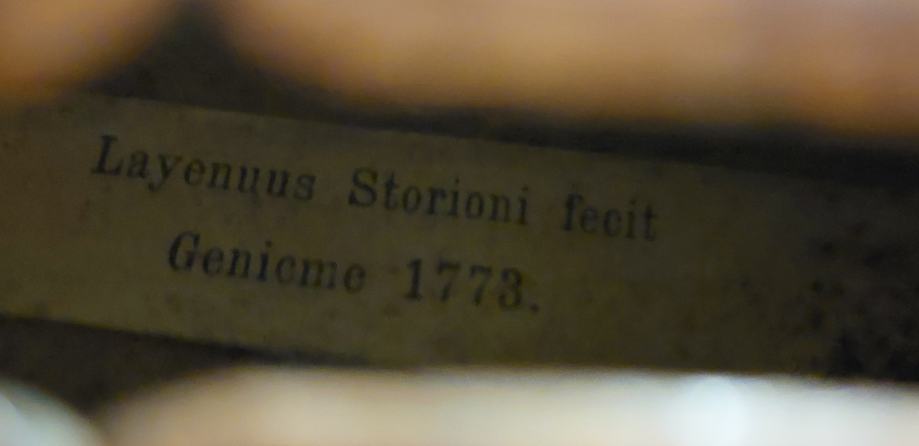 Layenuus Storioni fecit
Genicme 1773.